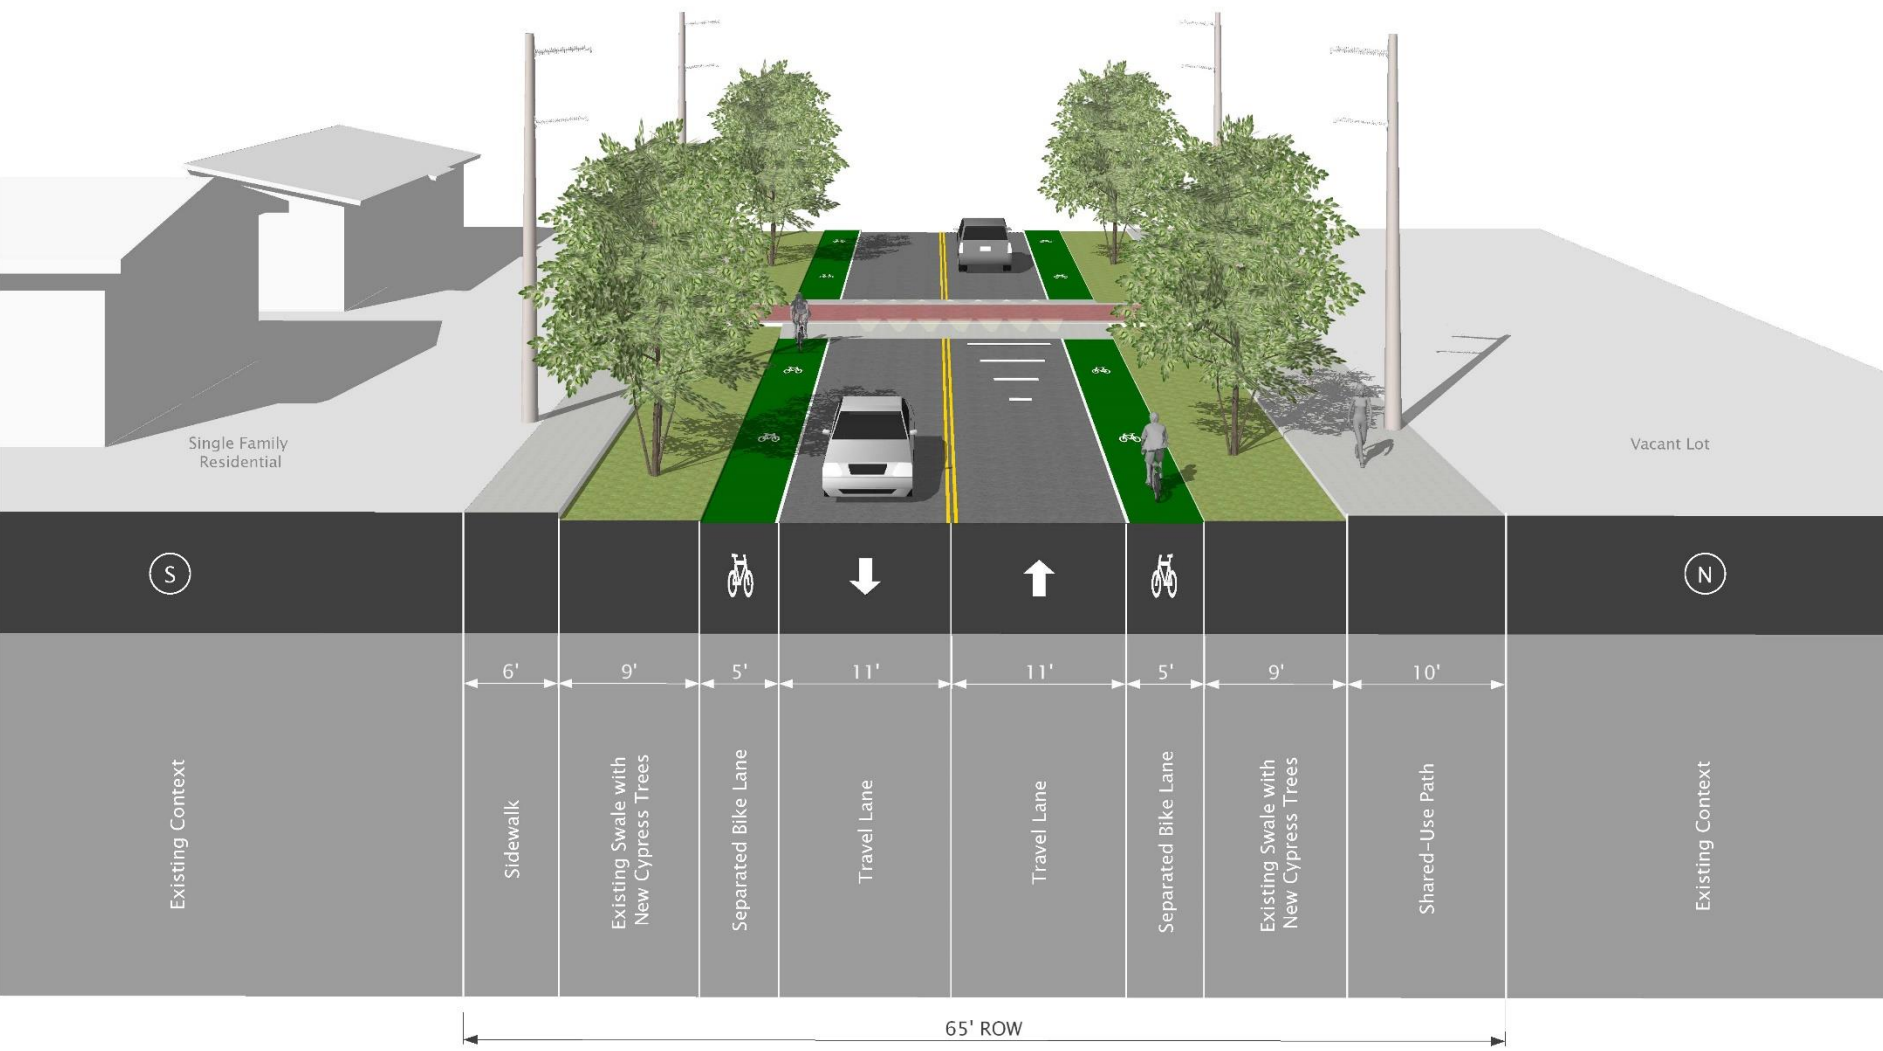 Single Family
Residential
Vacant Lot
S
N
6'
9'
5'
11'
11'
5'
9'
10'
Existing Context
Sidewalk
Existing Swale with
New Cypress Trees
Separated Bike Lane
Travel Lane
Travel Lane
Separated Bike Lane
Existing Swale with
New Cypress Trees
Shared-Use Path
Existing Context
65' ROW